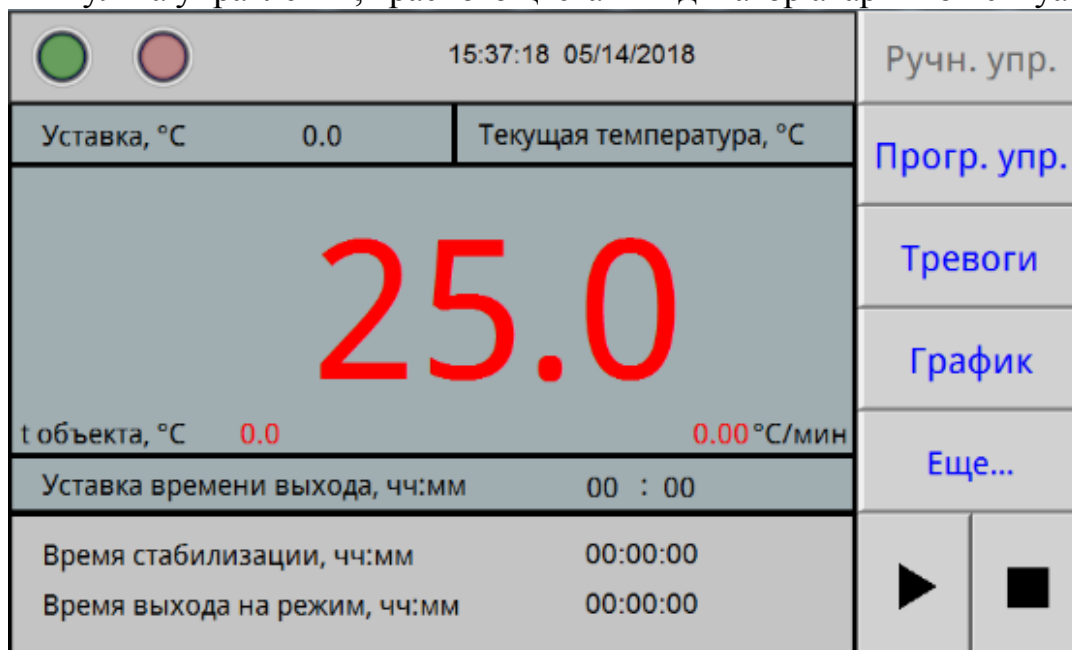 15:37:18 05/14/2018
Ручн. упр.
Уставка, °С 0.0 Текущая температура, °С
Прогр. упр.
25.0
Тревоги
График
t объекта, °С 0.0 0.00 °С/мин
Еще...
Уставка времени выхода, чч:мм 00 : 00
Время стабилизации, чч:мм 00:00:00
Время выхода на режим, чч:мм 00:00:00